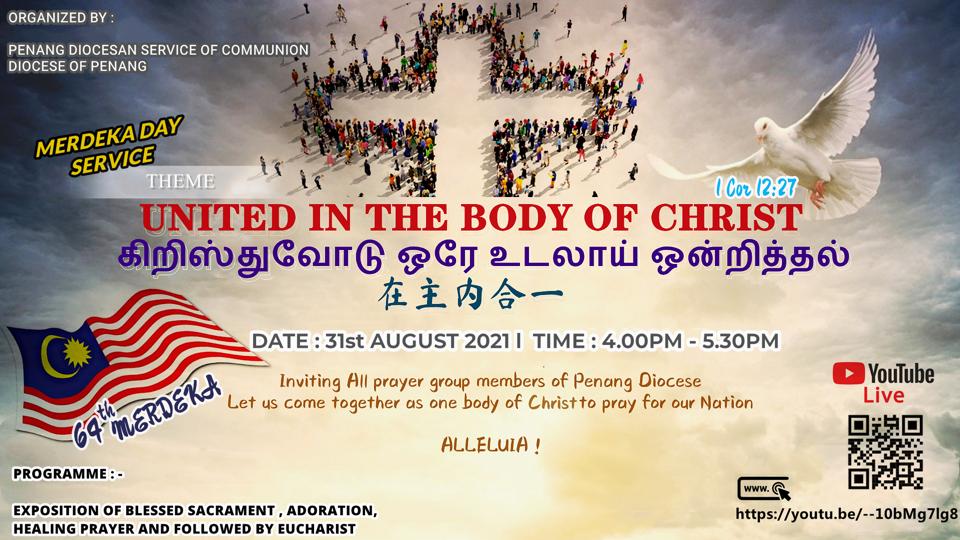 ORGANIZED BY :
PENANG DIOCESAN SERVICE OF COMMUNION
DIOCESE OF PENANG
MERDEKA DAY
SERVICE
THEME
1 Cor 12:27
UNITED IN THE BODY OF CHRIST
கிறிஸ்துவோடு ஒரே உடலாய் ஒன்றித்தல்
在主内合一
DATE : 31st AUGUST 2021 l TIME : 4.00PM - 5.30PM
Inviting All prayer group members of Penang Diocese
Let us come together as one body of Christ to pray for our Nation
ALLELUIA !
64th MERDEKA
YouTube
Live
PROGRAMME : -
EXPOSITION OF BLESSED SACRAMENT , ADORATION,
HEALING PRAYER AND FOLLOWED BY EUCHARIST
www.
https://youtu.be/--10bMg7lg8